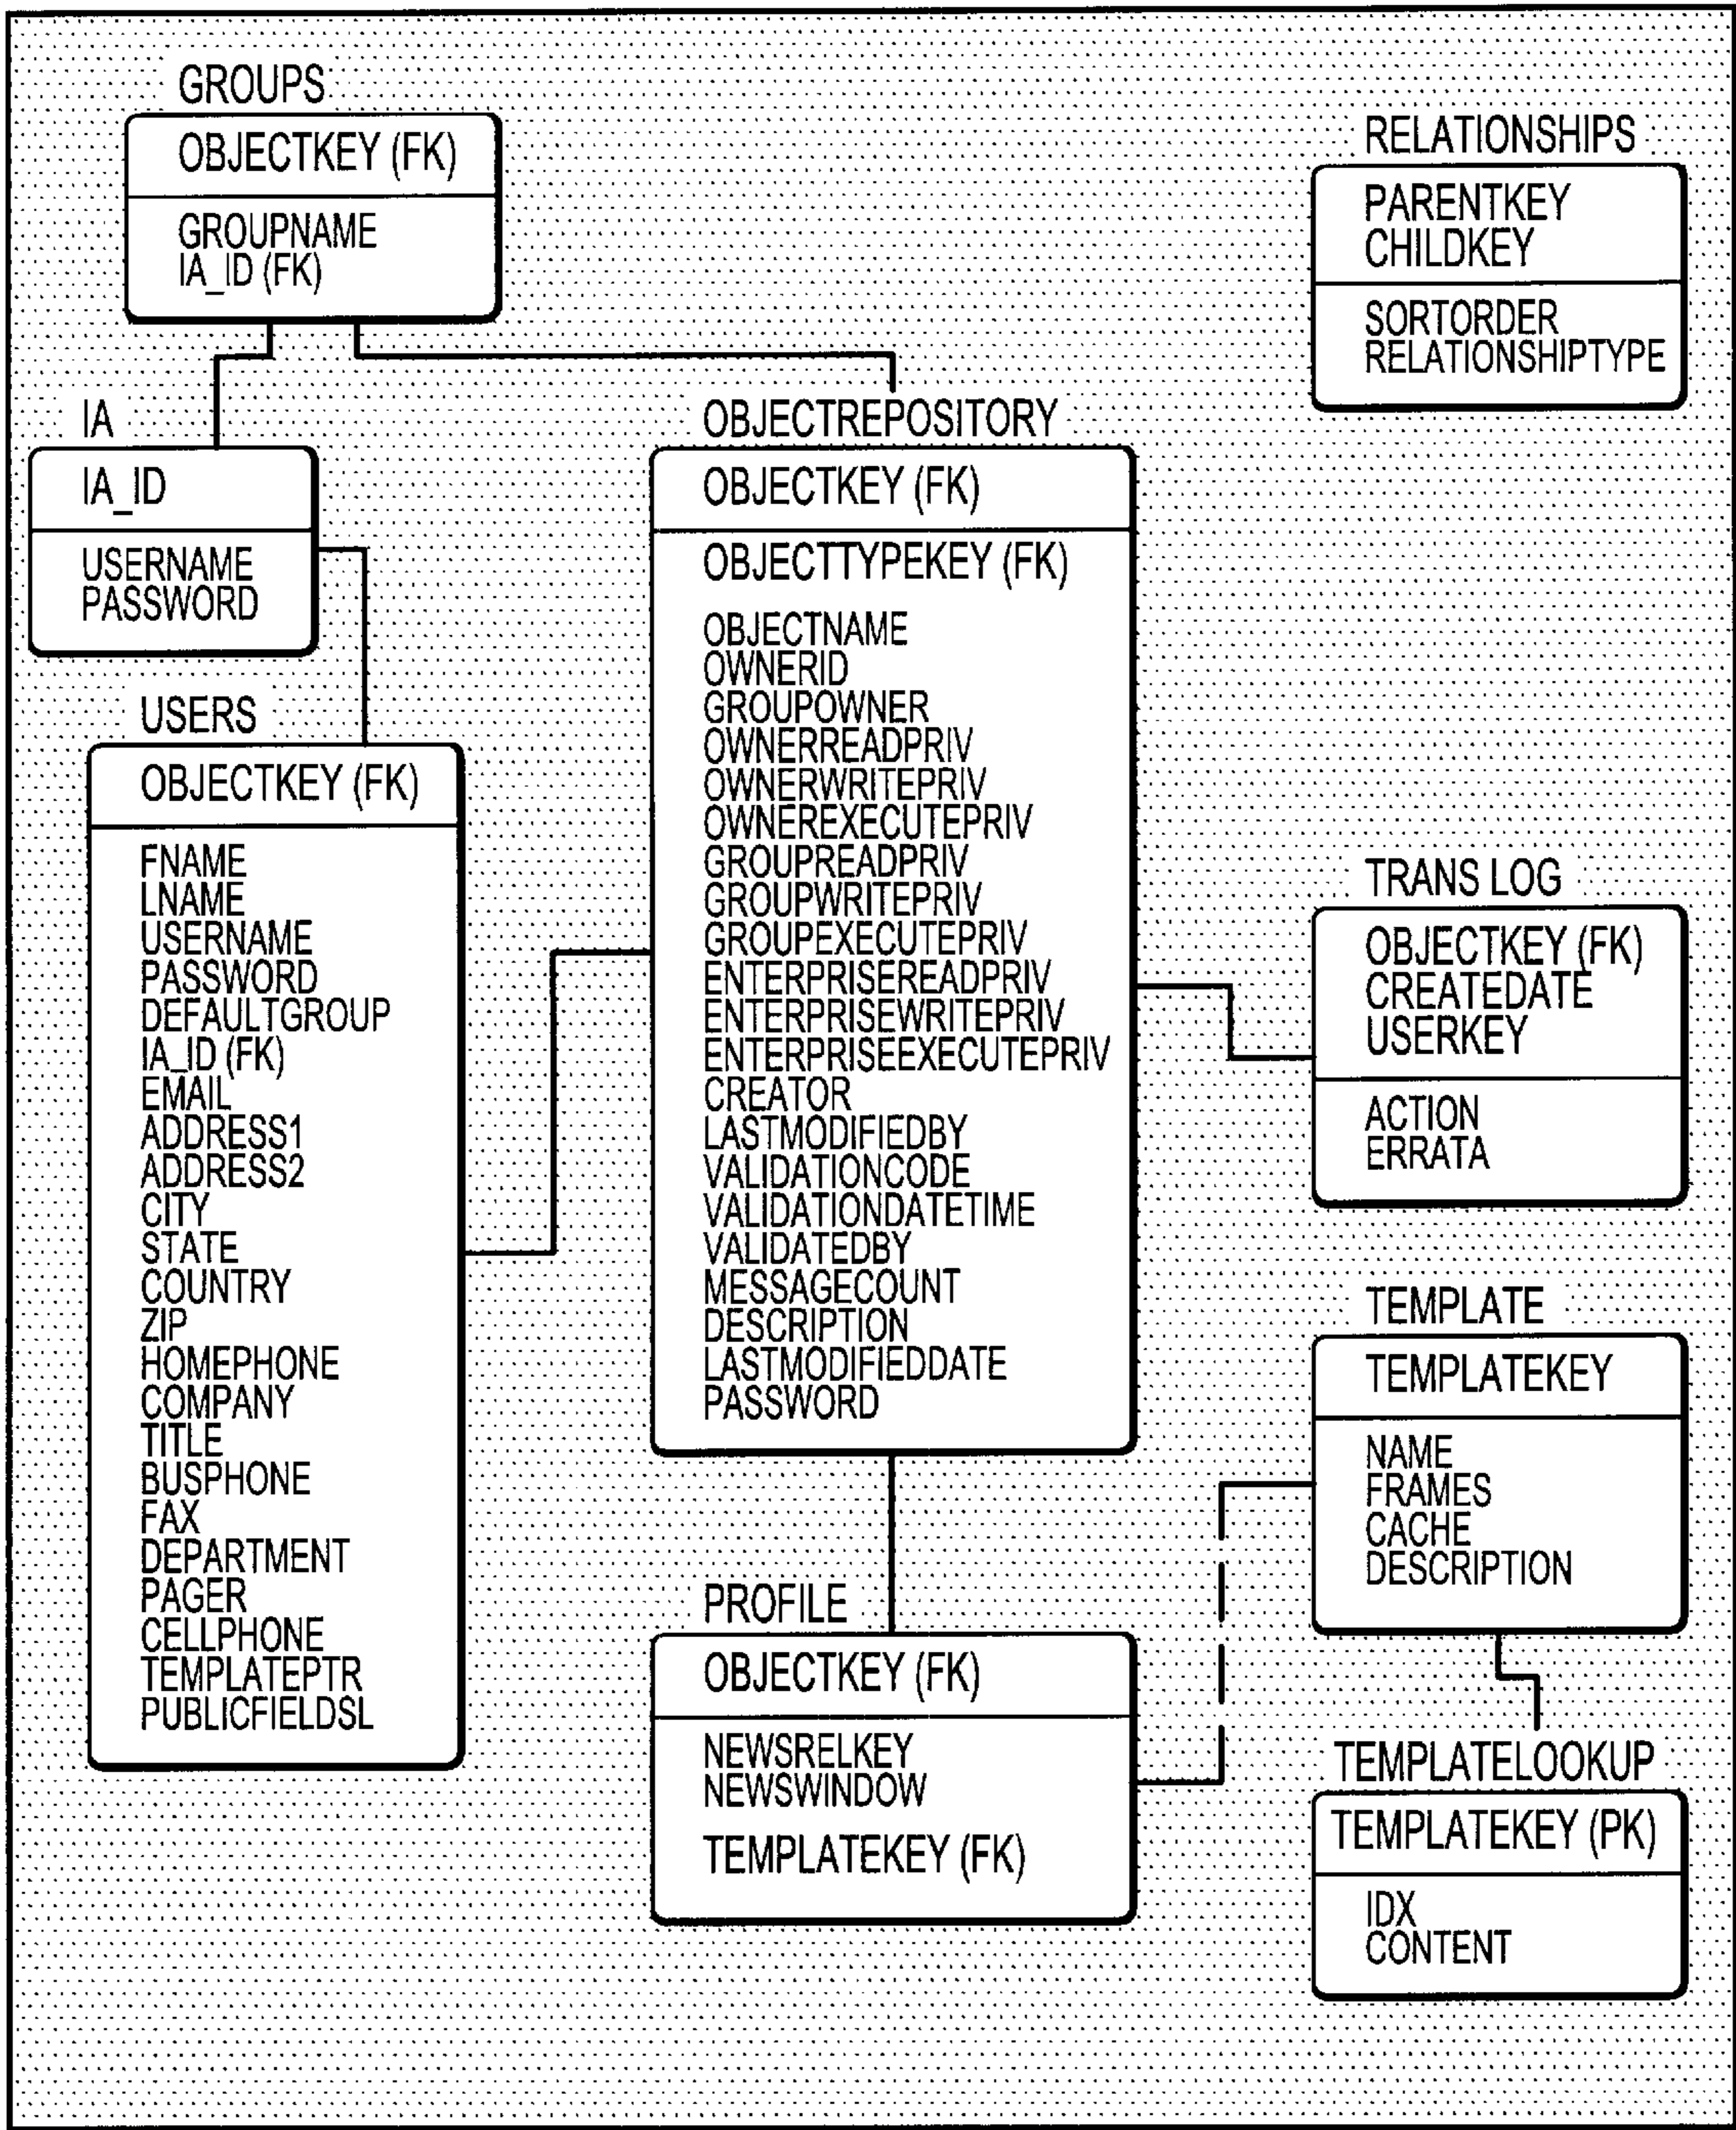 GROUPS
OBJECTKEY (FK)
GROUPNAME
IA_ID (FK)
RELATIONSHIPS
PARENTKEY
CHILDKEY
SORTORDER
RELATIONSHIPTYPE
IA
IA_ID
USERNAME
PASSWORD
USERS
OBJECTKEY (FK)
FNAME
LNAME
USERNAME
PASSWORD
DEFAULTGROUP
IA_ID (FK)
EMAIL
ADDRESS1
ADDRESS2
CITY
STATE
COUNTRY
ZIP
HOMEPHONE
COMPANY
TITLE
BUSPHONE
FAX
DEPARTMENT
PAGER
CELLPHONE
TEMPLATEPTR
PUBLICFIELDSL
OBJECTREPOSITORY
OBJECTKEY (FK)
OBJECTTYPEKEY (FK)
OBJECTNAME
OWNERID
GROUPOWNER
OWNERREADPRIV
OWNERWRITEPRIV
OWNEREXECUTEPRIV
GROUPREADPRIV
GROUPWRITEPRIV
GROUPEXECUTEPRIV
ENTERPRISEREADPRIV
ENTERPRISEWRITEPRIV
ENTERPRISEEXECUTEPRIV
CREATOR
LASTMODIFIEDBY
VALIDATIONCODE
VALIDATIONDATETIME
VALIDATEDBY
MESSAGECOUNT
DESCRIPTION
LASTMODIFIEDDATE
PASSWORD
PROFILE
OBJECTKEY (FK)
NEWSRELKEY
NEWSWINDOW
TEMPLATEKEY (FK)
TRANS LOG
OBJECTKEY (FK)
CREATEDATE
USERKEY
ACTION
ERRATA
TEMPLATE
TEMPLATEKEY
NAME
FRAMES
CACHE
DESCRIPTION
TEMPLATELOOKUP
TEMPLATEKEY (PK)
IDX
CONTENT